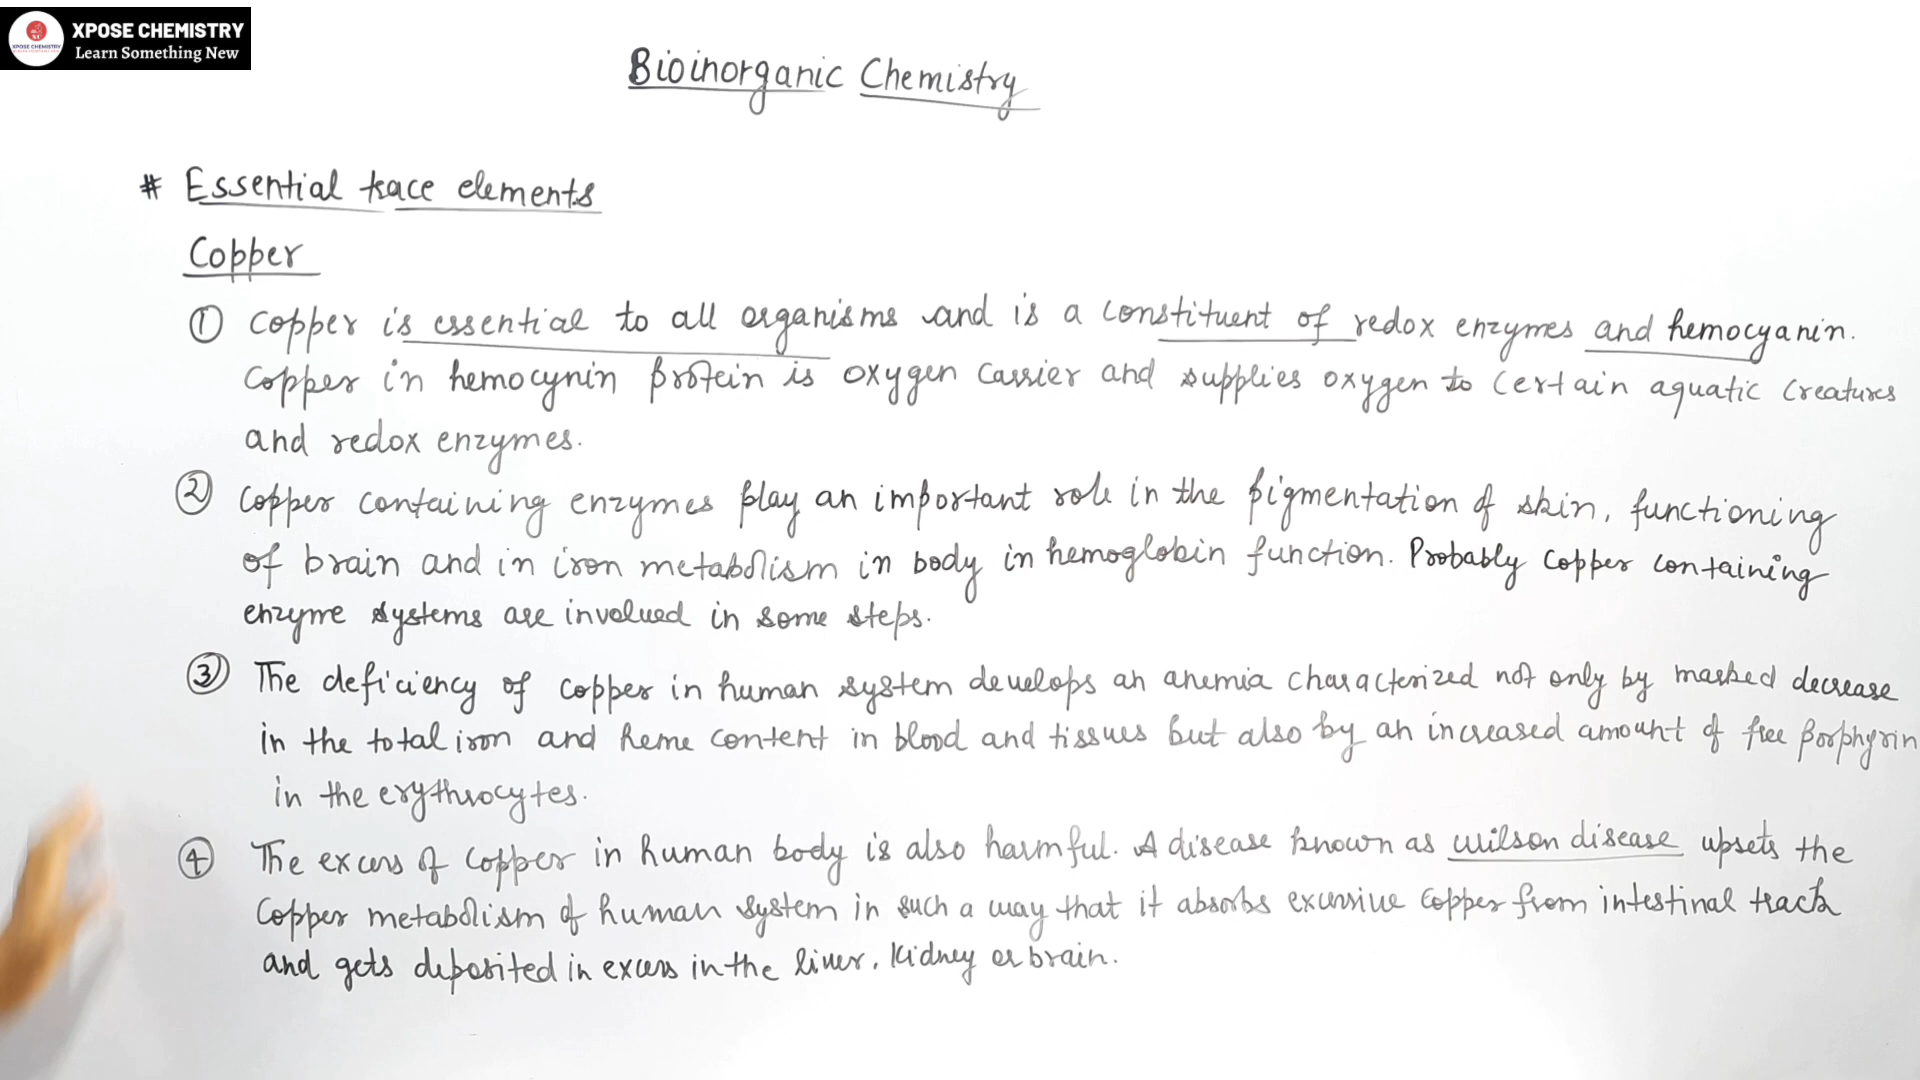 XPOSE CHEMISTRY
Learn Something New
Bioinorganic Chemistry
# Essential trace elements
Copper
① Copper is essential to all organisms and is a constituent of redox enzymes and hemocyanin.
Copper in hemocynin protein is oxygen carrier and supplies oxygen to certain aquatic creatures
and redox enzymes.
② Copper containing enzymes play an important role in the pigmentation of skin, functioning
of brain and in iron metabolism in body in hemoglobin function. Probably copper containing
enzyme systems are involued in some steps.
③ The deficiency of copper in human system develops an anemia characterized not only by marked decrease
in the total iron and heme content in blood and tissues but also by an increased amount of free porphyrin
in the erythrocytes.
④ The excess of copper in human body is also harmful. A disease known as wilson disease upsets the
copper metabolism of human system in such a way that it absorbs excessive copper from intestinal track
and gets deposited in excess in the liver, kidney or brain.